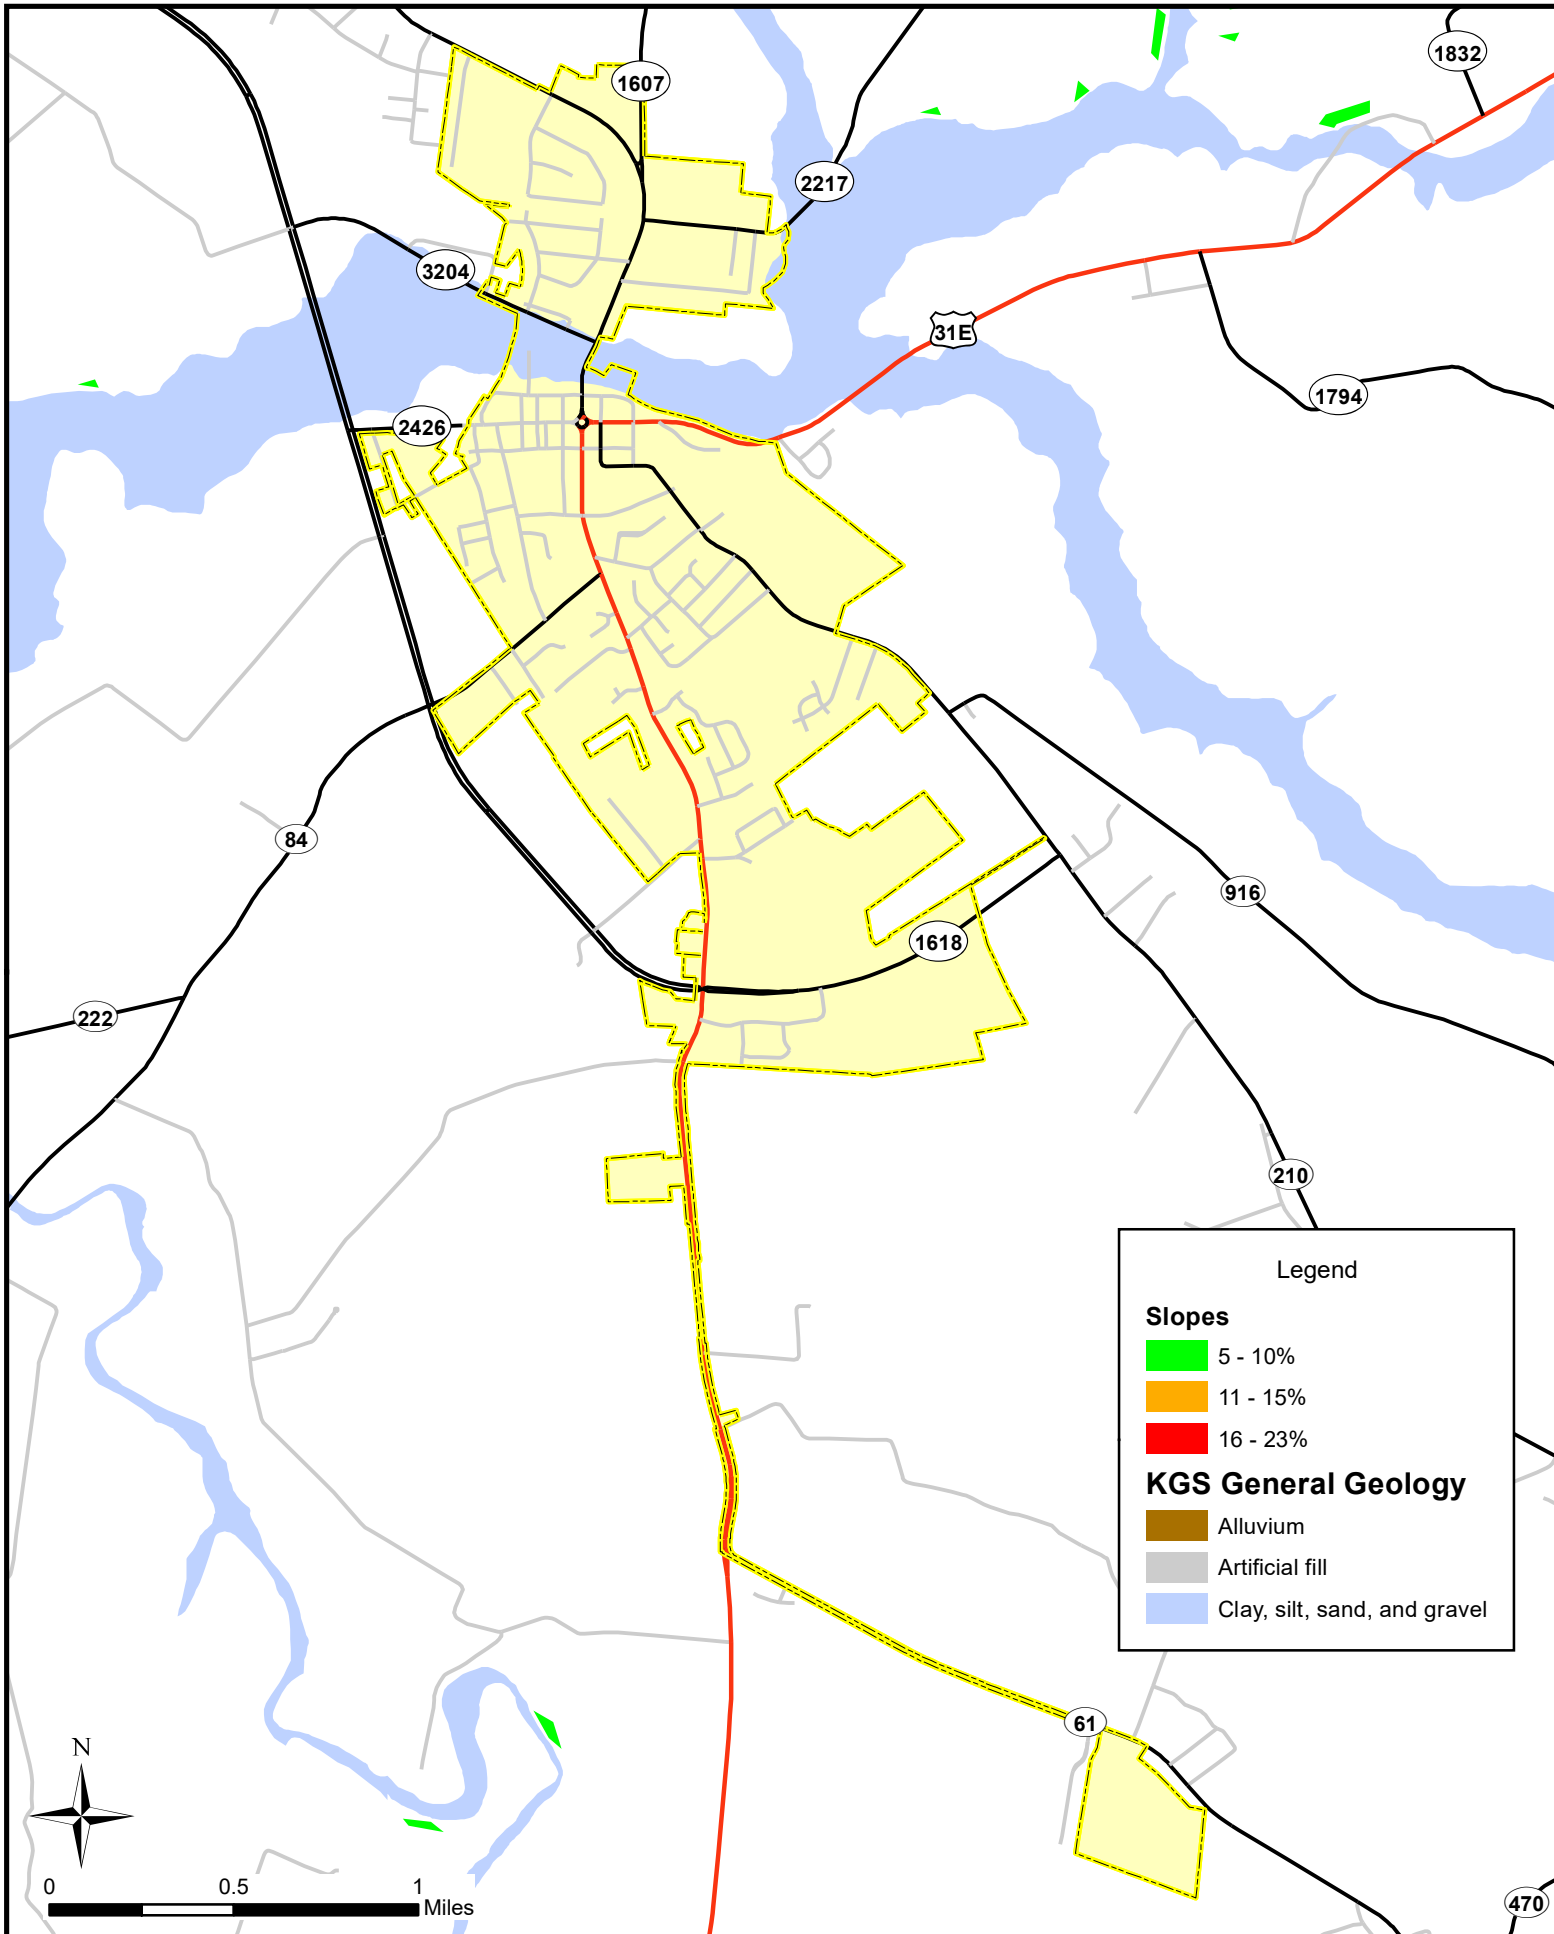 1832
1607
2217
3204
31E
1794
2426
84
916
1618
222
210
Legend
Slopes
5 - 10%
11 - 15%
16 - 23%
KGS General Geology
Alluvium
Artificial fill
Clay, silt, sand, and gravel
61
N
0 0.5 1
Miles
470